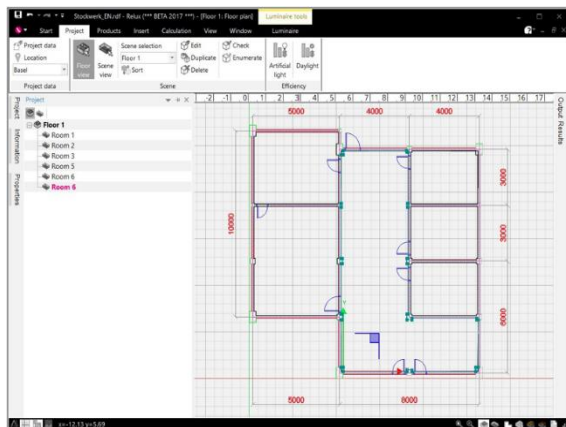 Stockwerk_EN.rdf - Relux (*** BETA 2017 ***) - [Floor 1: Floor plan]
Luminaire tools
Start Project Products Insert Calculation View Window Luminaire
Project data
Location
Basel
Project data
Floor view
Scene view
Scene selection
Floor 1
Sort
Edit
Duplicate
Delete
Check
Enumerate
Scene
Artificial light
Daylight
Efficiency
Project
Information
Properties
Project
Floor 1
Room 1
Room 2
Room 3
Room 5
Room 6
Room 6
-2 -1 0 1 2 3 4 5 6 7 8 9 10 11 12 13 14 15 16 17
5000 4000 4000
10000
3000
3000
6000
5000 6000
Y
Output Results
x=-12.13 y=5.69